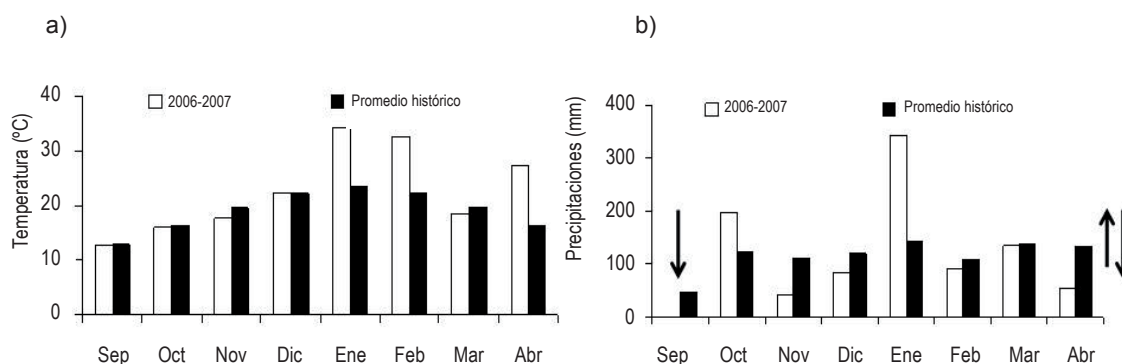 a)
2006-2007
Promedio histórico
Temperatura (ºC)
40
30
20
10
0
Sep Oct Nov Dic Ene Feb Mar Abr
b)
2006-2007
Promedio histórico
Precipitaciones (mm)
400
300
200
100
0
Sep Oct Nov Dic Ene Feb Mar Abr